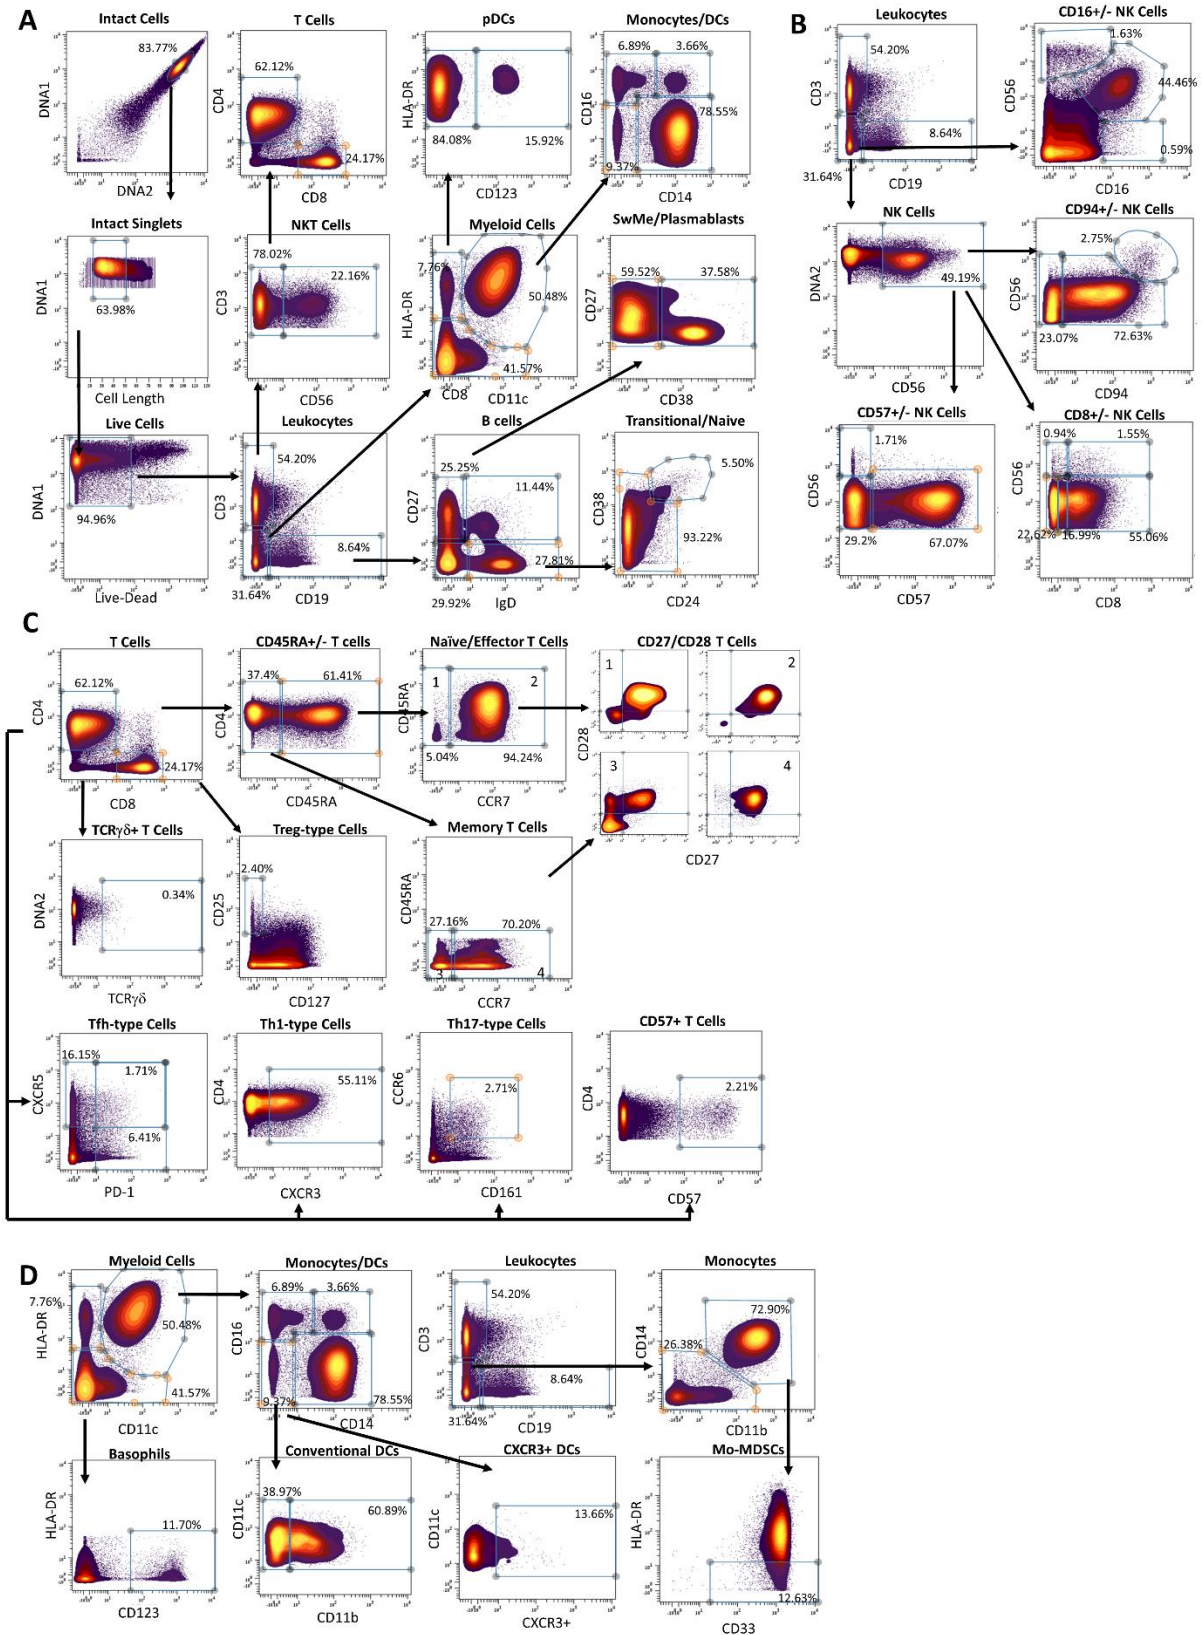 A
Intact Cells
83.77%
DNA1
DNA2
T Cells
62.12%
24.17%
CD4
CD8
pDCs
HLA-DR
84.08%
15.92%
CD123
Monocytes/DCs
6.89%
3.66%
78.55%
9.37%
CD16
CD14
Intact Singlets
DNA1
63.98%
Cell Length
NKT Cells
78.02%
22.16%
CD3
CD56
Myeloid Cells
7.76%
50.48%
41.57%
HLA-DR
CD8
CD11c
SwMe/Plasmablasts
59.52%
37.58%
CD27
CD38
Live Cells
DNA1
94.96%
Live-Dead
Leukocytes
54.20%
8.64%
31.64%
CD3
CD19
B cells
25.25%
11.44%
27.81%
29.92%
CD27
IgD
Transitional/Naive
5.50%
93.22%
CD38
CD24
B
Leukocytes
54.20%
8.64%
31.64%
CD3
CD19
CD16+/- NK Cells
1.63%
44.46%
0.59%
CD56
CD16
NK Cells
49.19%
DNA2
CD56
CD94+/- NK Cells
2.75%
23.07%
72.63%
CD56
CD94
CD57+/- NK Cells
1.71%
29.2%
67.07%
CD56
CD57
CD8+/- NK Cells
0.94%
1.55%
22.62%
16.99%
55.06%
CD56
CD8
C
T Cells
62.12%
24.17%
CD4
CD8
CD45RA+/- T cells
37.4%
61.41%
CD4
CD45RA
Naïve/Effector T Cells
1
2
5.04%
94.24%
CD45RA
CCR7
CD27/CD28 T Cells
1
2
3
4
CD28
CD27
TCRγδ+ T Cells
0.34%
DNA2
TCRγδ
Treg-type Cells
2.40%
CD25
CD127
Memory T Cells
27.16%
70.20%
3
4
CD45RA
CCR7
Tfh-type Cells
16.15%
1.71%
6.41%
CXCR5
PD-1
Th1-type Cells
55.11%
CD4
CXCR3
Th17-type Cells
2.71%
CCR6
CD161
CD57+ T Cells
2.21%
CD4
CD57
D
Myeloid Cells
7.76%
50.48%
41.57%
HLA-DR
CD11c
Monocytes/DCs
6.89%
3.66%
9.37%
78.55%
CD16
CD14
Leukocytes
54.20%
8.64%
31.64%
CD3
CD19
Monocytes
72.90%
26.38%
CD14
CD11b
Basophils
11.70%
HLA-DR
CD123
Conventional DCs
38.97%
60.89%
CD11c
CD11b
CXCR3+ DCs
13.66%
CD11c
CXCR3+
Mo-MDSCs
12.63%
HLA-DR
CD33